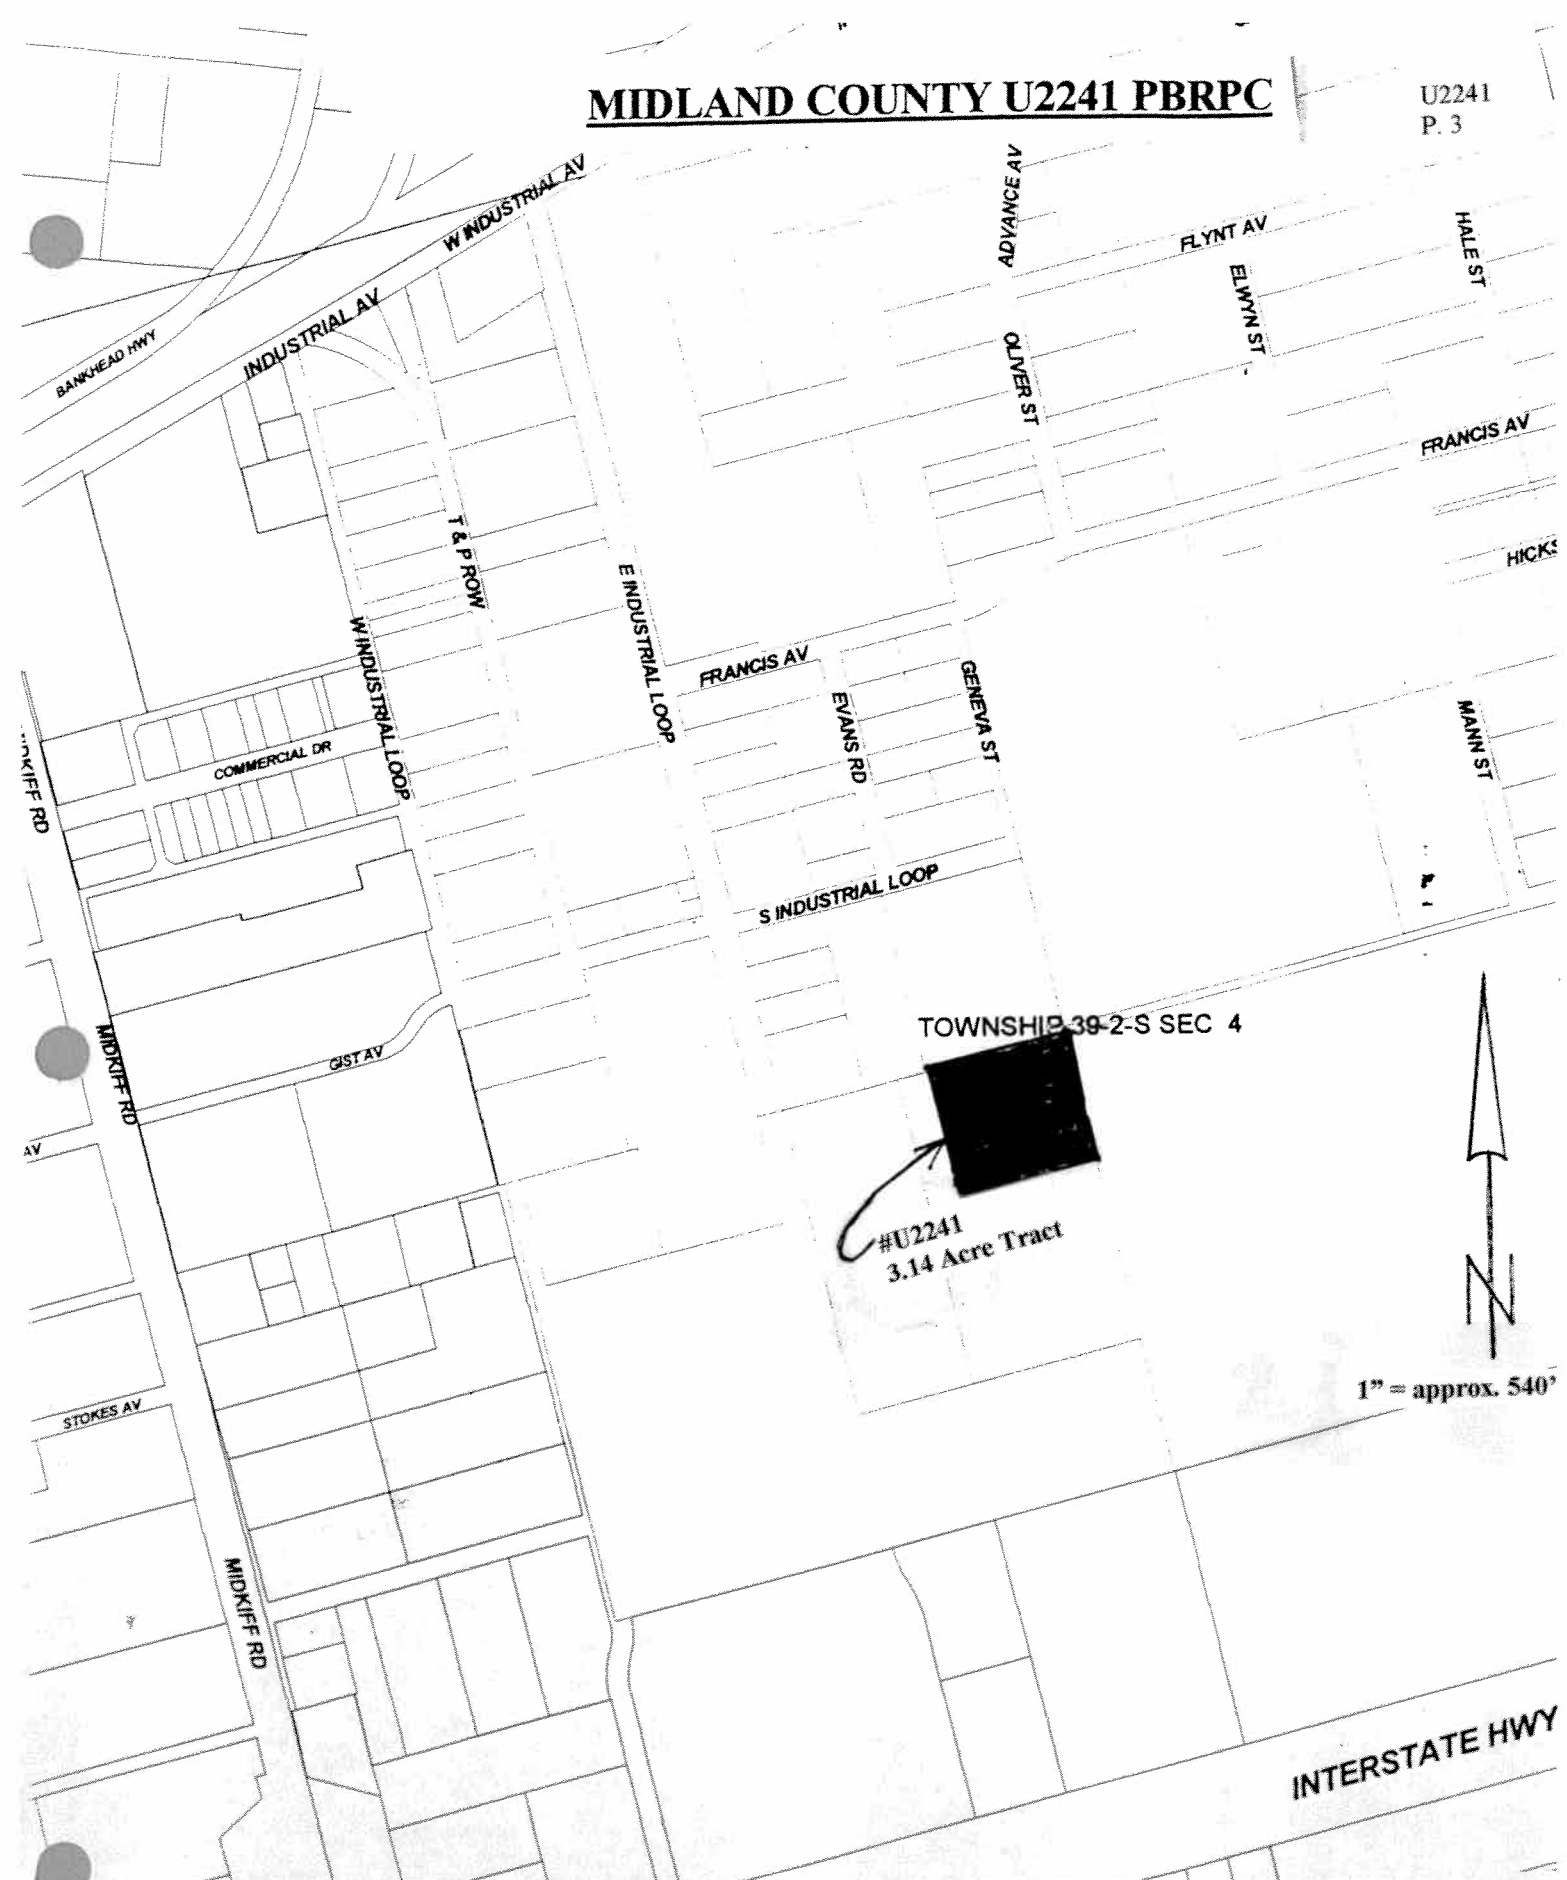 MIDLAND COUNTY U2241 PBRPC
U2241
P. 3
W INDUSTRIAL AV
ADVANCE AV
FLYNT AV
HALE ST
ELWYN ST
INDUSTRIAL AV
BANKHEAD HWY
OLIVER ST
FRANCIS AV
T & P ROW
HICKS
E INDUSTRIAL LOOP
W INDUSTRIAL LOOP
FRANCIS AV
GENEVA ST
EVANS RD
MANN ST
MIDKIFF RD
COMMERCIAL DR
S INDUSTRIAL LOOP
TOWNSHIP 39-2-S SEC 4
MIDKIFF RD
GIST AV
AV
#U2241
3.14 Acre Tract
N
1” = approx. 540’
STOKES AV
MIDKIFF RD
INTERSTATE HWY